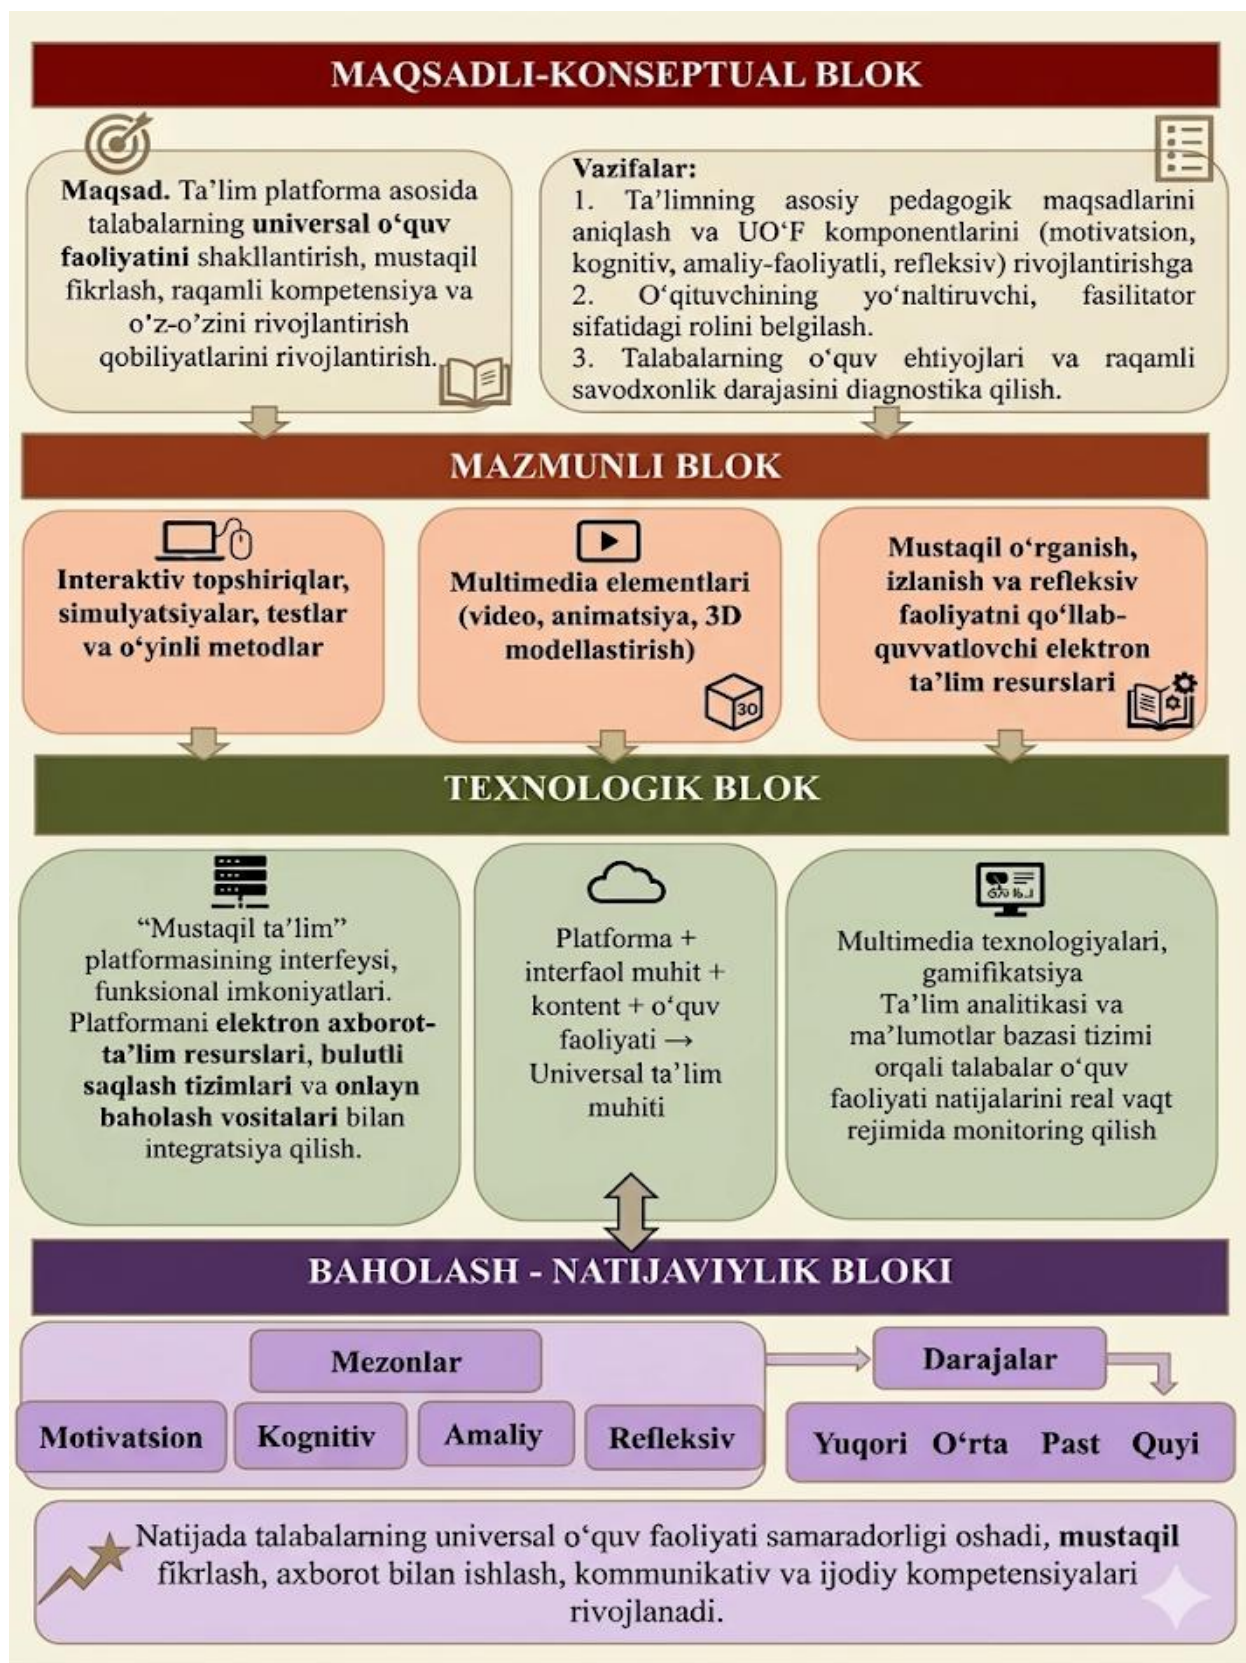 MAQSADLI-KONSEPTUAL BLOK
Maqsad. Ta’lim platforma asosida
talabalarning universal o‘quv
faoliyatini shakllantirish, mustaqil
fikrlash, raqamli kompetensiya va
o’z-o’zini rivojlantirish
qobiliyatlarini rivojlantirish.
Vazifalar:
1. Ta’limning asosiy pedagogik maqsadlarini
aniqlash va UO‘F komponentlarini (motivatsion,
kognitiv, amaliy-faoliyatli, refleksiv) rivojlantirishga
2. O‘qituvchining yo‘naltiruvchi, fasilitator
sifatidagi rolini belgilash.
3. Talabalarning o‘quv ehtiyojlari va raqamli
savodxonlik darajasini diagnostika qilish.
MAZMUNLI BLOK
Interaktiv topshiriqlar,
simulyatsiyalar, testlar
va o‘yinli metodlar
Multimedia elementlari
(video, animatsiya, 3D
modellastirish)
30
Mustaqil o‘rganish,
izlanish va refleksiv
faoliyatni qo‘llab-
quvvatlovchi elektron
ta’lim resurslari
TEXNOLOGIK BLOK
“Mustaqil ta’lim”
platformasining interfeysi,
funksional imkoniyatlari.
Platformani elektron axborot-
ta’lim resurslari, bulutli
saqlash tizimlari va onlayn
baholash vositalari bilan
integratsiya qilish.
Platforma +
interfaol muhit +
kontent + o‘quv
faoliyati →
Universal ta’lim
muhiti
Multimedia texnologiyalari,
gamifikatsiya
Ta’lim analitikasi va
ma’lumotlar bazasi tizimi
orqali talabalar o‘quv
faoliyati natijalarini real vaqt
rejimida monitoring qilish
BAHOLASH - NATIJAVIYLIK BLOKI
Mezonlar
Motivatsion Kognitiv Amaliy Refleksiv
Darajalar
Yuqori O‘rta Past Quyi
Natijada talabalarning universal o‘quv faoliyati samaradorligi oshadi, mustaqil
fikrlash, axborot bilan ishlash, kommunikativ va ijodiy kompetensiyalari
rivojlanadi.